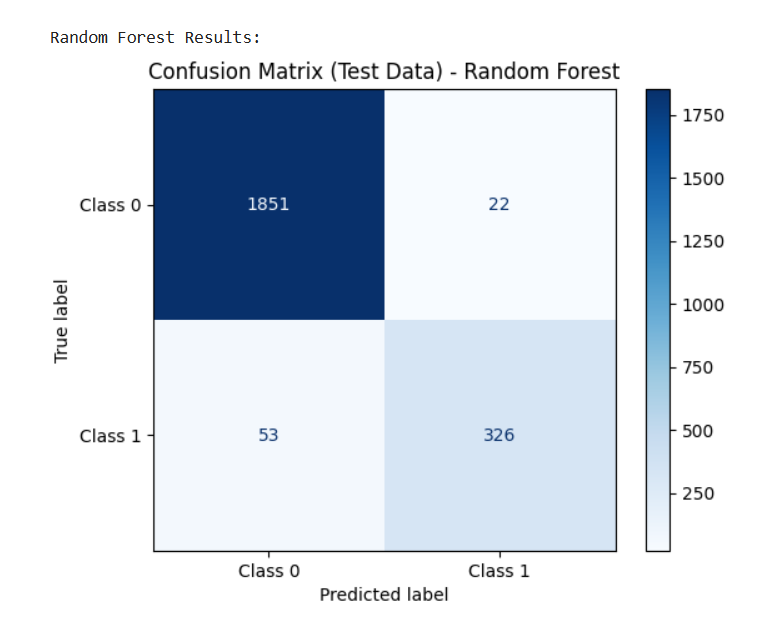 Random Forest Results:
Confusion Matrix (Test Data) - Random Forest
1750
1500
1250
1000
750
500
250
True label
Class 0
1851
22
Class 1
53
326
Class 0
Class 1
Predicted label